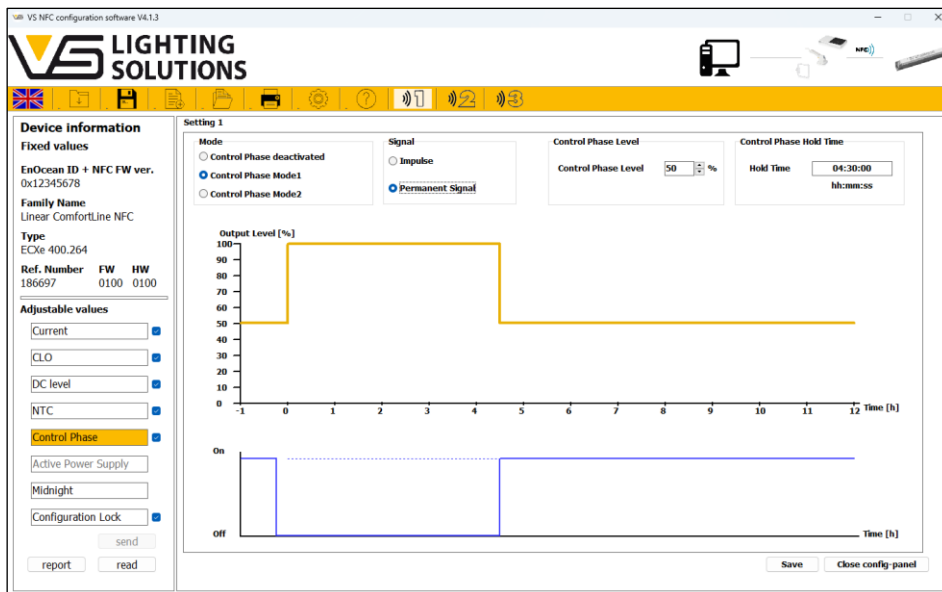 VS NFC configuration software V4.1.3
VS LIGHTING
SOLUTIONS
NFC
1 2 3
Device information
Fixed values
EnOcean ID + NFC FW ver.
0x12345678
Family Name
Linear ComfortLine NFC
Type
ECXe 400.264
Ref. Number FW HW
186697 0100 0100
Adjustable values
Current
CLO
DC level
NTC
Control Phase
Active Power Supply
Midnight
Configuration Lock
send
report read
Setting 1
Mode
Control Phase deactivated
Control Phase Mode1
Control Phase Mode2
Signal
Impulse
Permanent Signal
Control Phase Level
Control Phase Level 50 %
Control Phase Hold Time
Hold Time 04:30:00
hh:mm:ss
Output Level [%]
100
90
80
70
60
50
40
30
20
10
0
-1 0 1 2 3 4 5 6 7 8 9 10 11 12 Time [h]
On
Off Time [h]
Save Close config-panel